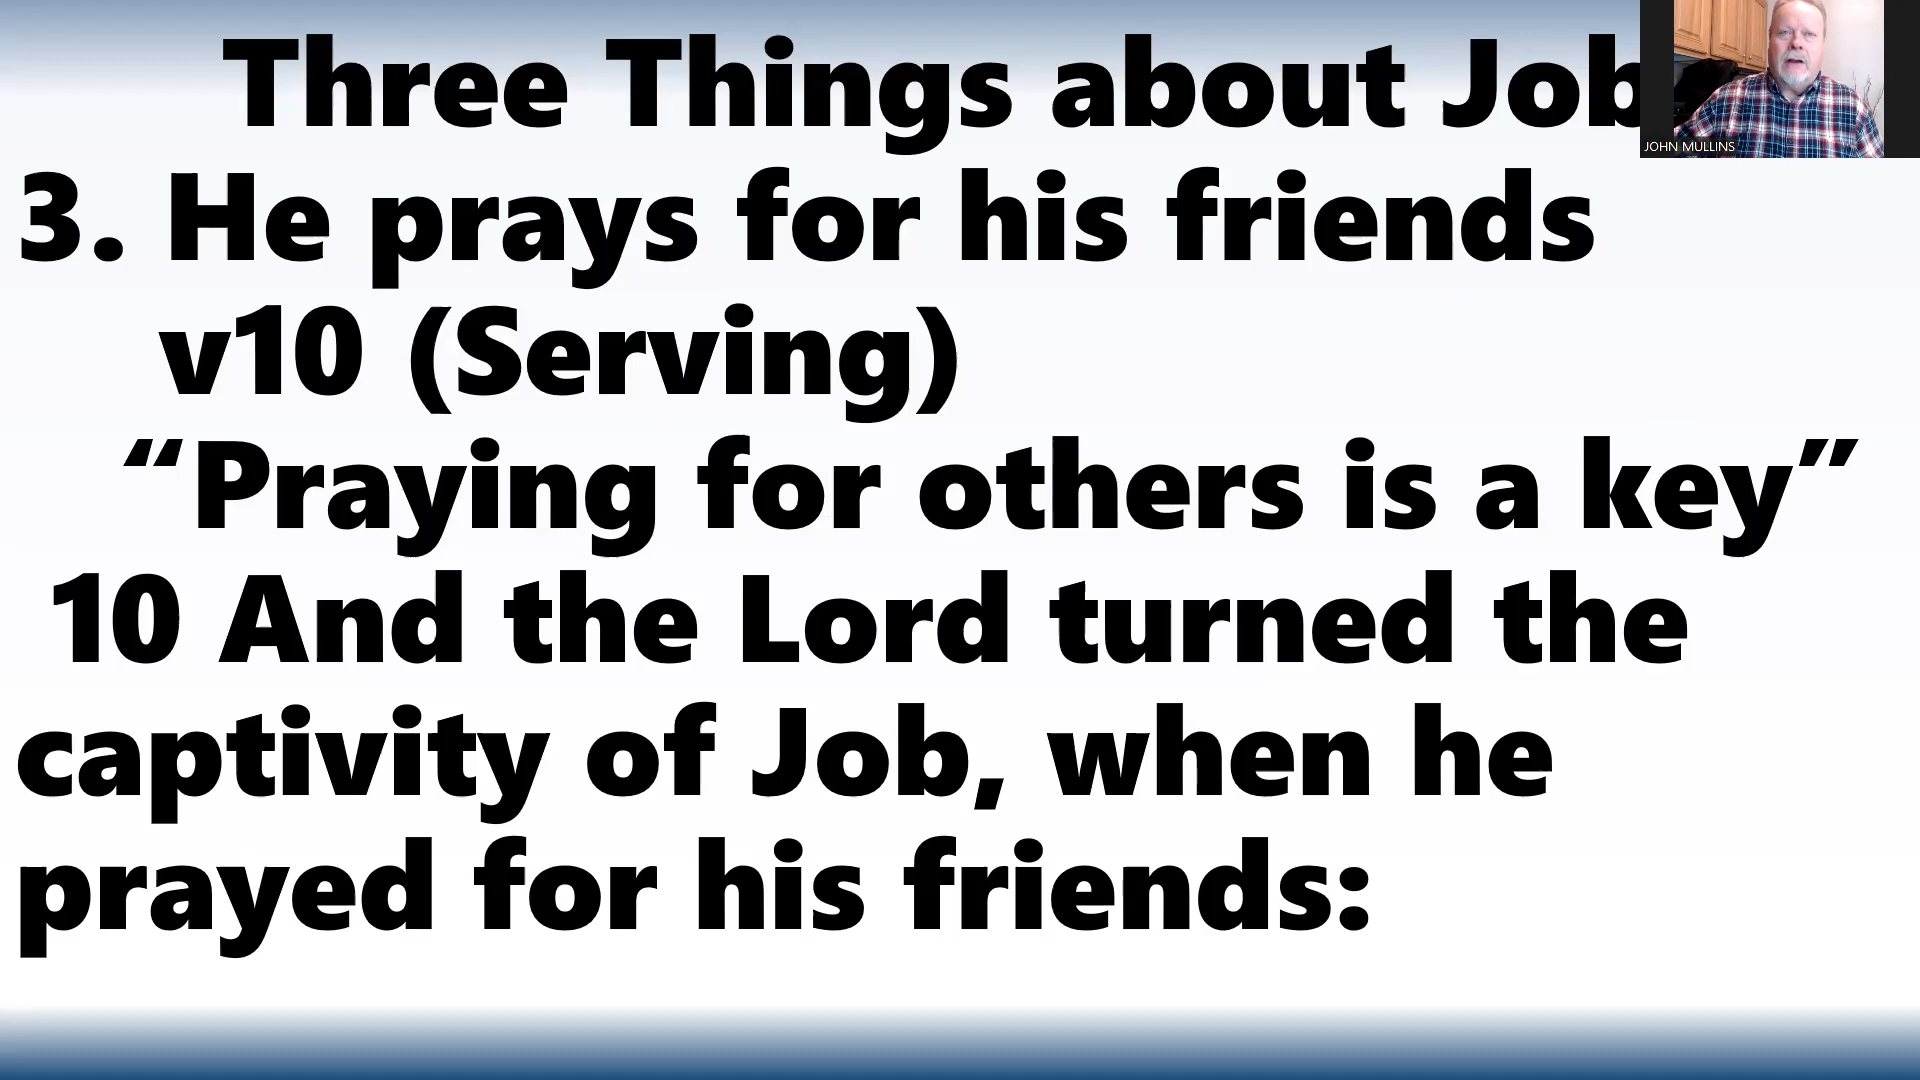 Three Things about Job
JOHN MULLINS
3. He prays for his friends
v10 (Serving)
“Praying for others is a key”
10 And the Lord turned the
captivity of Job, when he
prayed for his friends: